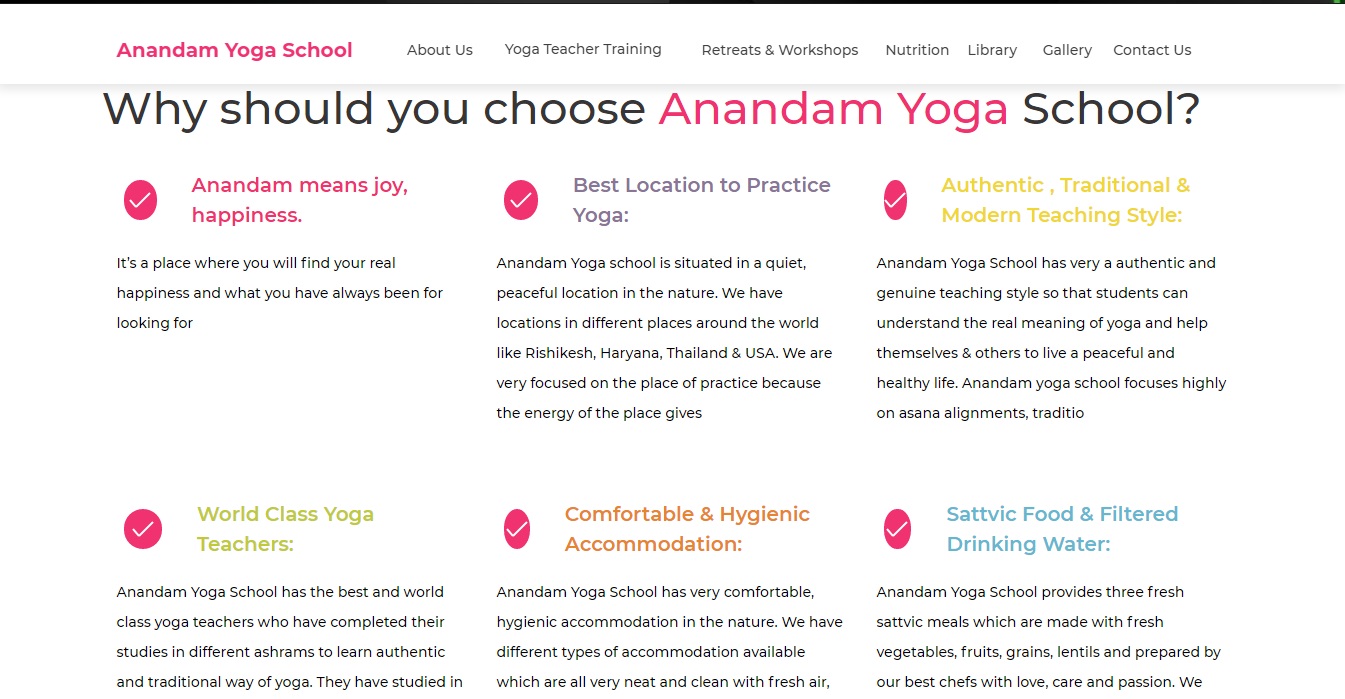 Anandam Yoga School
About Us
Yoga Teacher Training
Retreats & Workshops
Nutrition
Library
Gallery
Contact Us
Why should you choose Anandam Yoga School?
Anandam means joy,
happiness.
It’s a place where you will find your real
happiness and what you have always been for
looking for
Best Location to Practice
Yoga:
Anandam Yoga school is situated in a quiet,
peaceful location in the nature. We have
locations in different places around the world
like Rishikesh, Haryana, Thailand & USA. We are
very focused on the place of practice because
the energy of the place gives
Authentic , Traditional &
Modern Teaching Style:
Anandam Yoga School has very a authentic and
genuine teaching style so that students can
understand the real meaning of yoga and help
themselves & others to live a peaceful and
healthy life. Anandam yoga school focuses highly
on asana alignments, traditio
World Class Yoga
Teachers:
Anandam Yoga School has the best and world
class yoga teachers who have completed their
studies in different ashrams to learn authentic
and traditional way of yoga. They have studied in
Comfortable & Hygienic
Accommodation:
Anandam Yoga School has very comfortable,
hygienic accommodation in the nature. We have
different types of accommodation available
which are all very neat and clean with fresh air,
Sattvic Food & Filtered
Drinking Water:
Anandam Yoga School provides three fresh
sattvic meals which are made with fresh
vegetables, fruits, grains, lentils and prepared by
our best chefs with love, care and passion. We